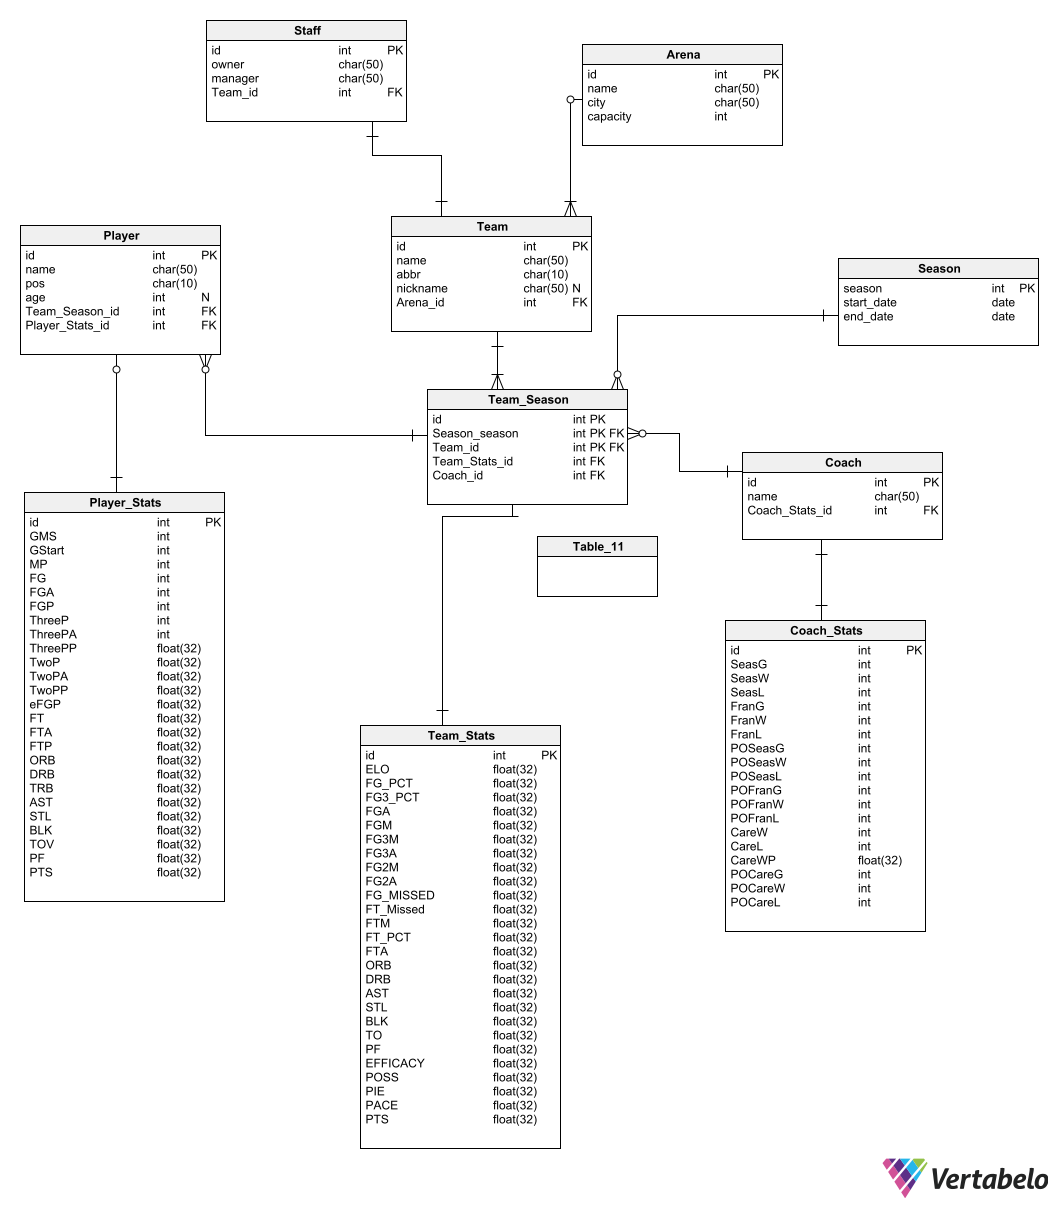 Staff
id int PK
owner char(50)
manager char(50)
Team_id int FK
Arena
id int PK
name char(50)
city char(50)
capacity int
Player
id int PK
name char(50)
pos char(10)
age int N
Team_Season_id int FK
Player_Stats_id int FK
Team
id int PK
name char(50)
abbr char(10)
nickname char(50) N
Arena_id int FK
Season
season int PK
start_date date
end_date date
Team_Season
id int PK
Season_season int PK FK
Team_id int PK FK
Team_Stats_id int FK
Coach_id int FK
Coach
id int PK
name char(50)
Coach_Stats_id int FK
Player_Stats
id int PK
GMS int
GStart int
MP int
FG int
FGA int
FGP int
ThreeP int
ThreePA int
ThreePP float(32)
TwoP float(32)
TwoPA float(32)
TwoPP float(32)
eFGP float(32)
FT float(32)
FTA float(32)
FTP float(32)
ORB float(32)
DRB float(32)
TRB float(32)
AST float(32)
STL float(32)
BLK float(32)
TOV float(32)
PF float(32)
PTS float(32)
Table_11
Coach_Stats
id int PK
SeasG int
SeasW int
SeasL int
FranG int
FranW int
FranL int
POSeasG int
POSeasW int
POSeasL int
POFranG int
POFranW int
POFranL int
CareW int
CareL int
CareWP float(32)
POCareG int
POCareW int
POCareL int
Team_Stats
id int PK
ELO float(32)
FG_PCT float(32)
FG3_PCT float(32)
FGA float(32)
FGM float(32)
FG3M float(32)
FG3A float(32)
FG2M float(32)
FG2A float(32)
FG_MISSED float(32)
FT_Missed float(32)
FTM float(32)
FT_PCT float(32)
FTA float(32)
ORB float(32)
DRB float(32)
AST float(32)
STL float(32)
BLK float(32)
TO float(32)
PF float(32)
EFFICACY float(32)
POSS float(32)
PIE float(32)
PACE float(32)
PTS float(32)
Vertabelo